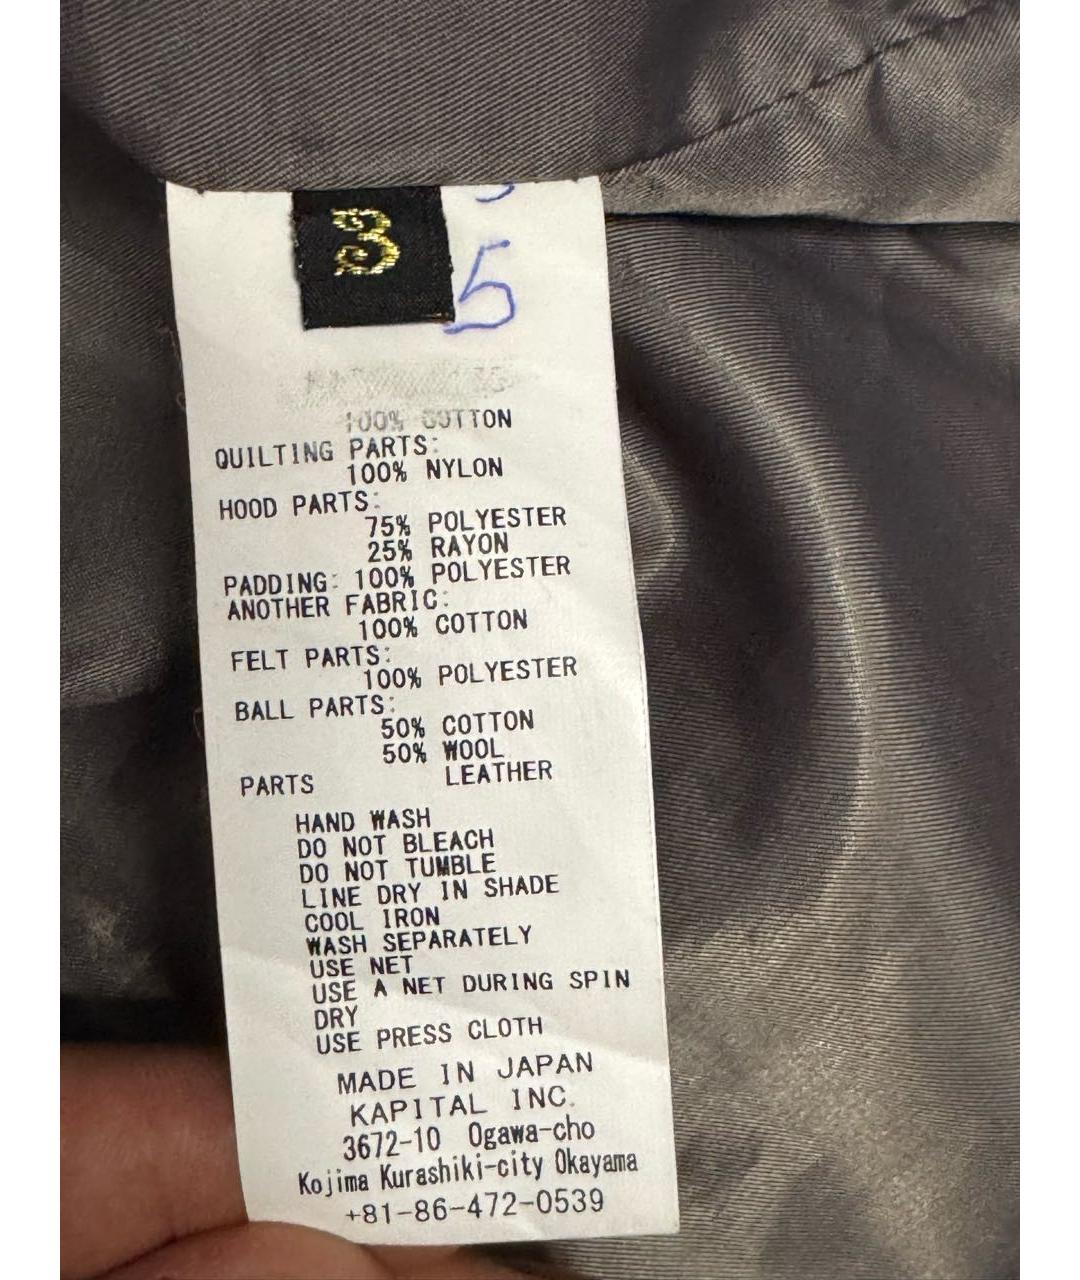 3
5
100% COTTON
QUILTING PARTS:
100% NYLON
HOOD PARTS:
75% POLYESTER
25% RAYON
PADDING: 100% POLYESTER
ANOTHER FABRIC:
100% COTTON
FELT PARTS:
100% POLYESTER
BALL PARTS:
50% COTTON
50% WOOL
PARTS LEATHER
HAND WASH
DO NOT BLEACH
DO NOT TUMBLE
LINE DRY IN SHADE
COOL IRON
WASH SEPARATELY
USE NET
USE A NET DURING SPIN
DRY
USE PRESS CLOTH
MADE IN JAPAN
KAPITAL INC.
3672-10 Ogawa-cho
Kojima Kurashiki-city Okayama
+81-86-472-0539